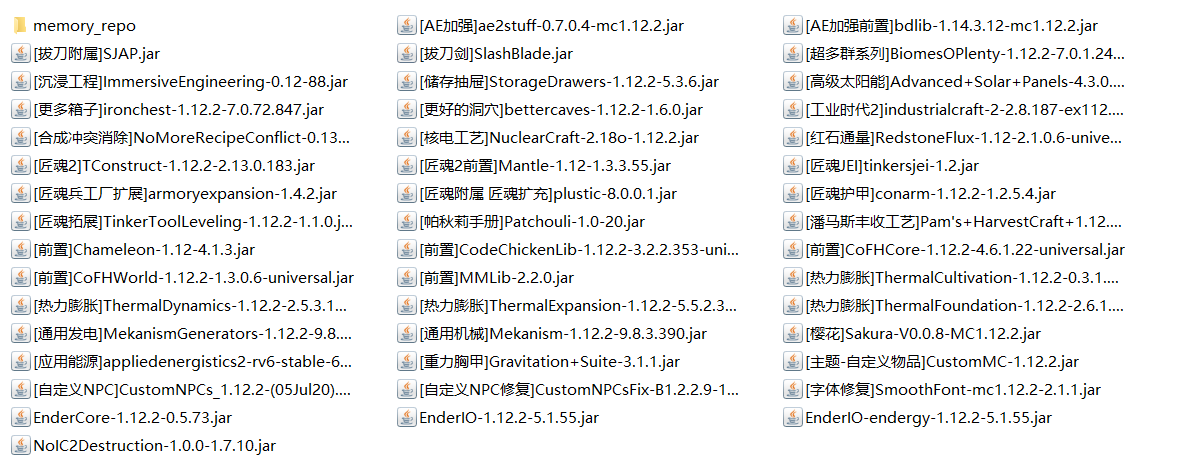 memory_repo
[AE加强]ae2stuff-0.7.0.4-mc1.12.2.jar
[AE加强前置]bdlib-1.14.3.12-mc1.12.2.jar
[拔刀附属]SJAP.jar
[拔刀剑]SlashBlade.jar
[超多群系列]BiomesOPlenty-1.12.2-7.0.1.24...
[沉浸工程]ImmersiveEngineering-0.12-88.jar
[储存抽屉]StorageDrawers-1.12.2-5.3.6.jar
[高级太阳能]Advanced+Solar+Panels-4.3.0....
[更多箱子]ironchest-1.12.2-7.0.72.847.jar
[更好的洞穴]bettercaves-1.12.2-1.6.0.jar
[工业时代2]industrialcraft-2-2.8.187-ex112....
[合成冲突消除]NoMoreRecipeConflict-0.13...
[核电工艺]NuclearCraft-2.18o-1.12.2.jar
[红石通量]RedstoneFlux-1.12-2.1.0.6-unive...
[匠魂2]TConstruct-1.12.2-2.13.0.183.jar
[匠魂2前置]Mantle-1.12-1.3.3.55.jar
[匠魂JEI]tinkersjei-1.2.jar
[匠魂兵工厂扩展]armoryexpansion-1.4.2.jar
[匠魂附属 匠魂扩充]plustic-8.0.0.1.jar
[匠魂护甲]conarm-1.12.2-1.2.5.4.jar
[匠魂拓展]TinkerToolLeveling-1.12.2-1.1.0.j...
[帕秋莉手册]Patchouli-1.0-20.jar
[潘马斯丰收工艺]Pam's+HarvestCraft+1.12....
[前置]Chameleon-1.12-4.1.3.jar
[前置]CodeChickenLib-1.12.2-3.2.2.353-uni...
[前置]CoFHCore-1.12.2-4.6.1.22-universal.jar
[前置]CoFHWorld-1.12.2-1.3.0.6-universal.jar
[前置]MMLib-2.2.0.jar
[热力膨胀]ThermalCultivation-1.12.2-0.3.1....
[热力膨胀]ThermalDynamics-1.12.2-2.5.3.1...
[热力膨胀]ThermalExpansion-1.12.2-5.5.2.3...
[热力膨胀]ThermalFoundation-1.12.2-2.6.1....
[通用发电]MekanismGenerators-1.12.2-9.8....
[通用机械]Mekanism-1.12.2-9.8.3.390.jar
[樱花]Sakura-V0.0.8-MC1.12.2.jar
[应用能源]appliedenergistics2-rv6-stable-6...
[重力胸甲]Gravitation+Suite-3.1.1.jar
[主题-自定义物品]CustomMC-1.12.2.jar
[自定义NPC]CustomNPCs_1.12.2-(05Jul20)....
[自定义NPC修复]CustomNPCsFix-B1.2.2.9-1...
[字体修复]SmoothFont-mc1.12.2-2.1.1.jar
EnderCore-1.12.2-0.5.73.jar
EnderIO-1.12.2-5.1.55.jar
EnderIO-endergy-1.12.2-5.1.55.jar
NoIC2Destruction-1.0.0-1.7.10.jar